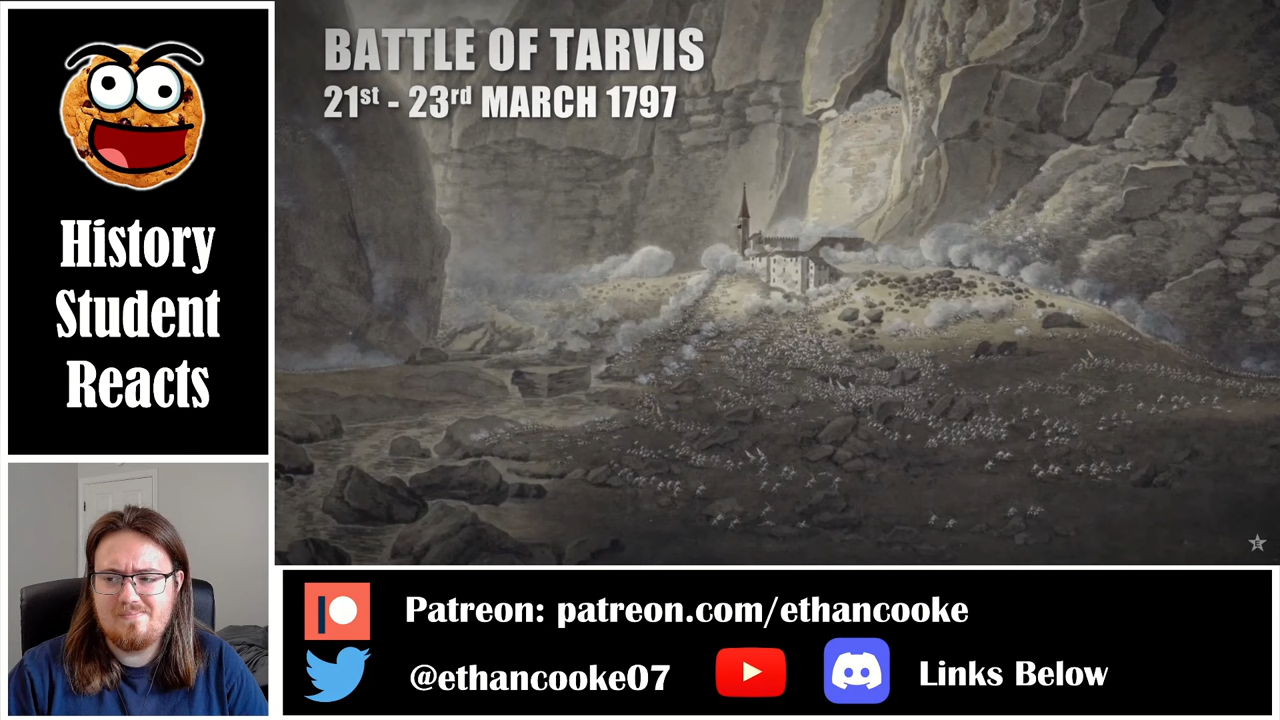 BATTLE OF TARVIS
21st - 23rd MARCH 1797
History
Student
Reacts
Patreon: patreon.com/ethancooke
@ethancooke07
Links Below